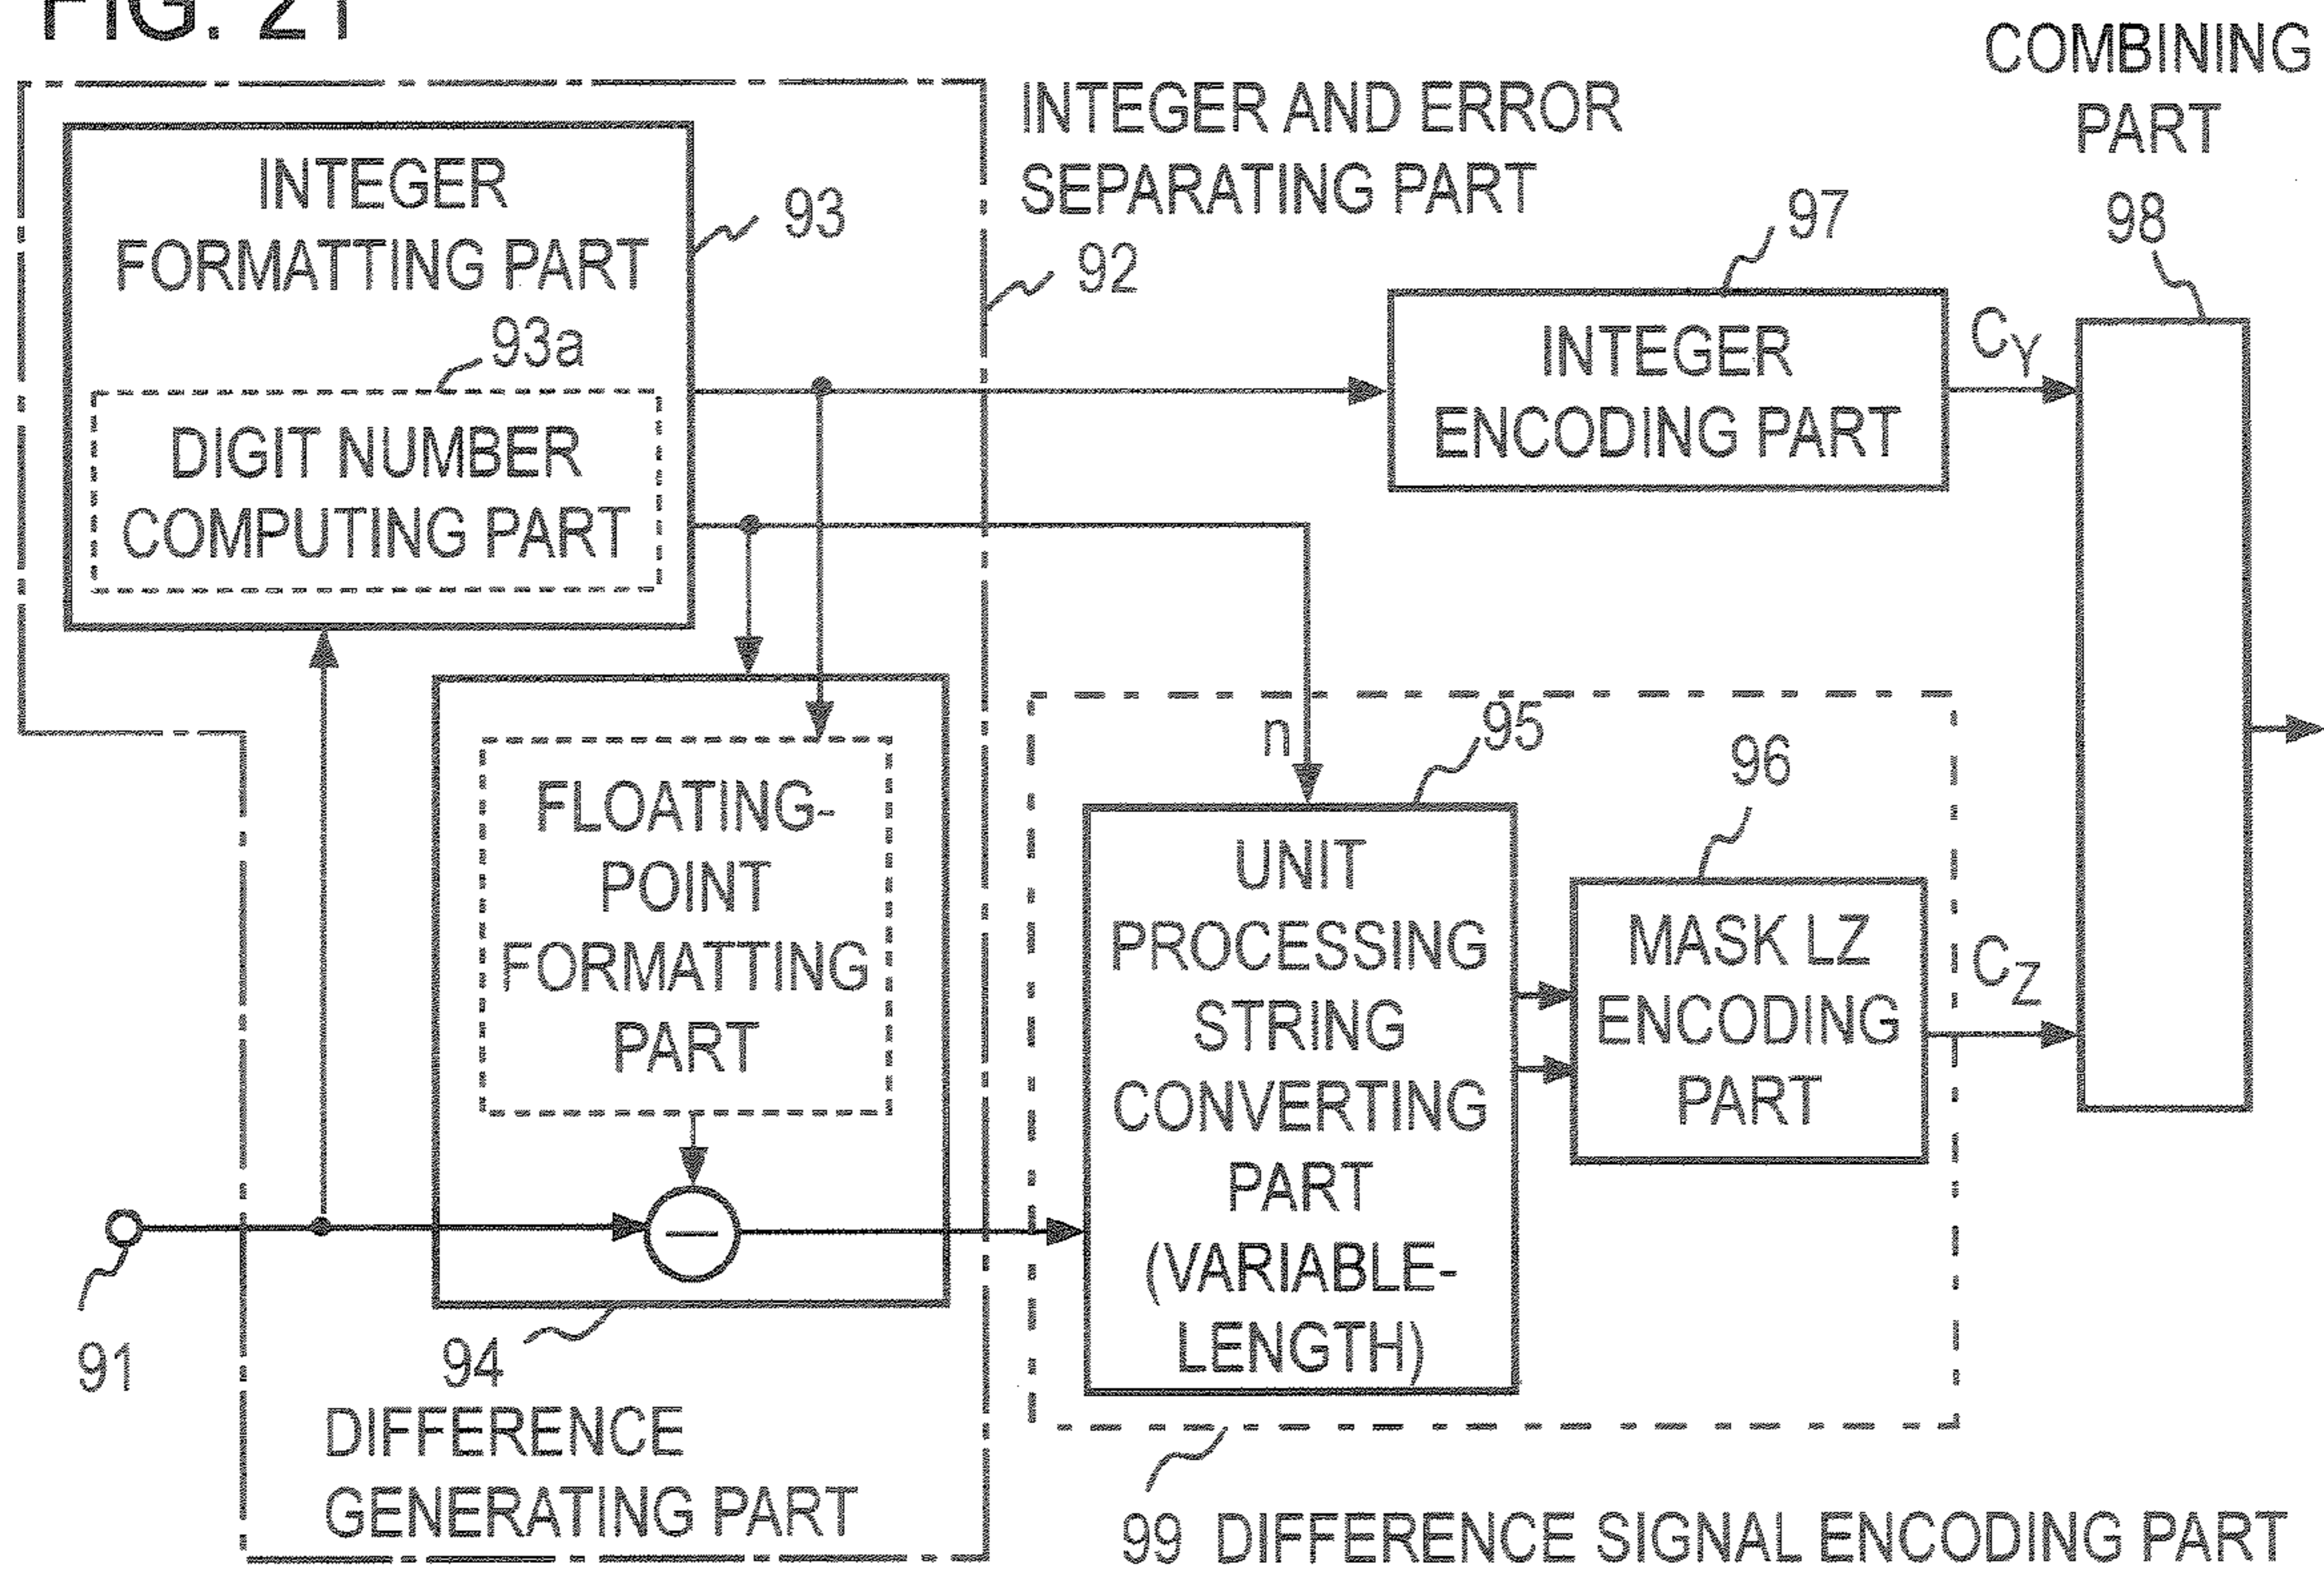 FIG. 21
COMBINING
PART
98
INTEGER AND ERROR
SEPARATING PART
92
INTEGER
FORMATTING PART
93
93a
DIGIT NUMBER
COMPUTING PART
97
INTEGER
ENCODING PART
CY
n
95
96
FLOATING-
POINT
FORMATTING
PART
−
UNIT
PROCESSING
STRING
CONVERTING
PART
(VARIABLE-
LENGTH)
MASK LZ
ENCODING
PART
CZ
91
94
DIFFERENCE
GENERATING PART
99 DIFFERENCE SIGNAL ENCODING PART